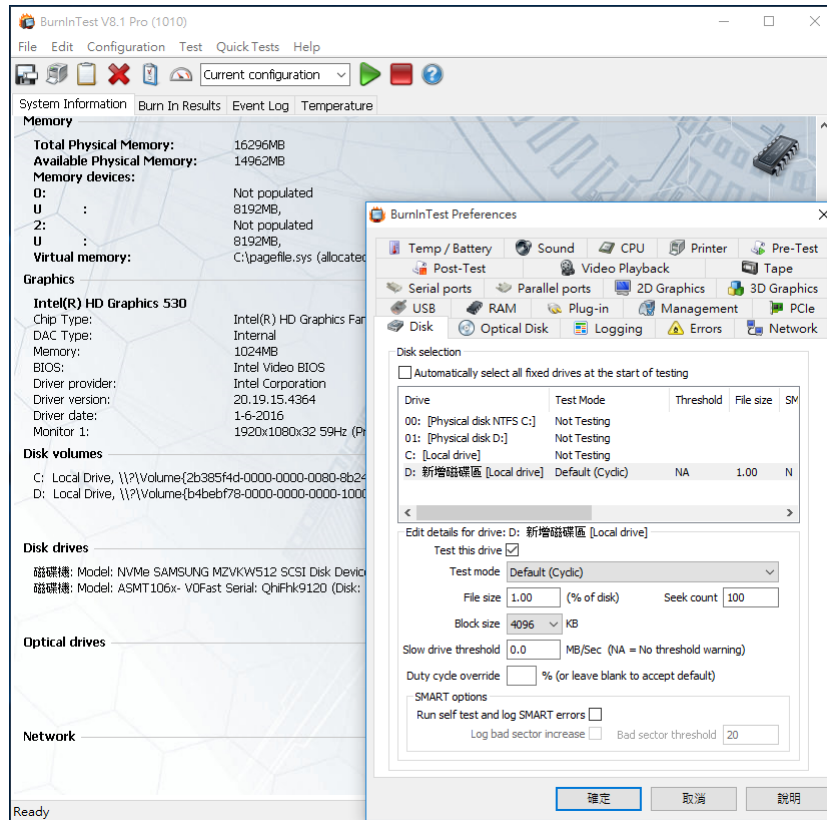 BurnInTest V8.1 Pro (1010)
File Edit Configuration Test Quick Tests Help
Current configuration
System Information Burn In Results Event Log Temperature
Memory
Total Physical Memory: 16296MB
Available Physical Memory: 14962MB
Memory devices:
0: Not populated
U : 8192MB,
2: Not populated
U : 8192MB,
Virtual memory: C:\pagefile.sys (allocated
Graphics
Intel(R) HD Graphics 530
Chip Type: Intel(R) HD Graphics Fam
DAC Type: Internal
Memory: 1024MB
BIOS: Intel Video BIOS
Driver provider: Intel Corporation
Driver version: 20.19.15.4364
Driver date: 1-6-2016
Monitor 1: 1920x1080x32 59Hz (Pr
Disk volumes
C: Local Drive, \\?\Volume{2b385f4d-0000-0000-0080-8b24
D: Local Drive, \\?\Volume{b4bebf78-0000-0000-0000-1000
Disk drives
磁碟機: Model: NVMe SAMSUNG MZVKW512 SCSI Disk Device
磁碟機: Model: ASMT106x- V0Fast Serial: QhiFhk9120 (Disk:
Optical drives
Network
Ready
BurnInTest Preferences
Temp / Battery Sound CPU Printer Pre-Test
Post-Test Video Playback Tape
Serial ports Parallel ports 2D Graphics 3D Graphics
USB RAM Plug-in Management PCIe
Disk Optical Disk Logging Errors Network
Disk selection
Automatically select all fixed drives at the start of testing
Drive Test Mode Threshold File size SM
00: [Physical disk NTFS C:] Not Testing
01: [Physical disk D:] Not Testing
C: [Local drive] Not Testing
D: 新增磁碟區 [Local drive] Default (Cyclic) NA 1.00 N
Edit details for drive: D: 新增磁碟區 [Local drive]
Test this drive
Test mode Default (Cyclic)
File size 1.00 (% of disk) Seek count 100
Block size 4096 KB
Slow drive threshold 0.0 MB/Sec (NA = No threshold warning)
Duty cycle override % (or leave blank to accept default)
SMART options
Run self test and log SMART errors
Log bad sector increase Bad sector threshold 20
確定 取消 說明